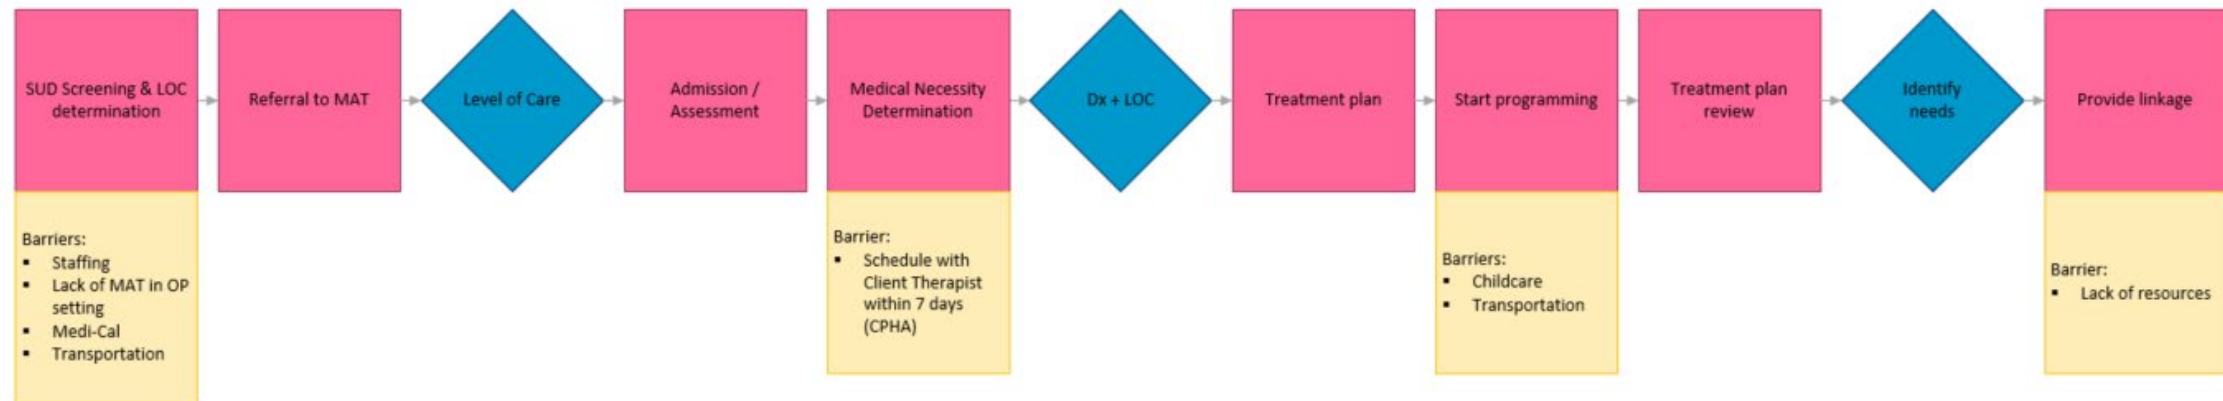 SUD Screening & LOC
determination
Referral to MAT
Level of Care
Admission /
Assessment
Medical Necessity
Determination
Dx + LOC
Treatment plan
Start programming
Treatment plan
review
Identify
needs
Provide linkage
Barriers:
▪ Staffing
▪ Lack of MAT in OP
setting
▪ Medi-Cal
▪ Transportation
Barrier:
▪ Schedule with
Client Therapist
within 7 days
(CPHA)
Barriers:
▪ Childcare
▪ Transportation
Barrier:
▪ Lack of resources